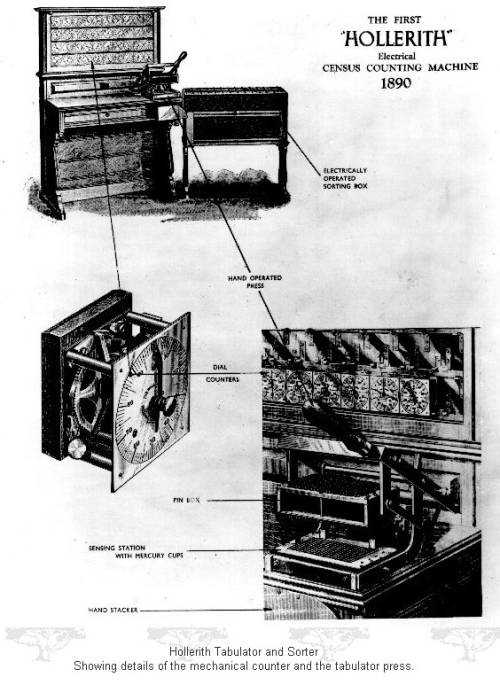 THE FIRST
"HOLLERITH"
Electrical
CENSUS COUNTING MACHINE
1890
ELECTRICALLY
OPERATED
SORTING BOX
HAND OPERATED
PRESS
DIAL
COUNTERS
PIN BOX
SENSING STATION
WITH MERCURY CUPS
HAND STACKER
Hollerith Tabulator and Sorter
Showing details of the mechanical counter and the tabulator press.